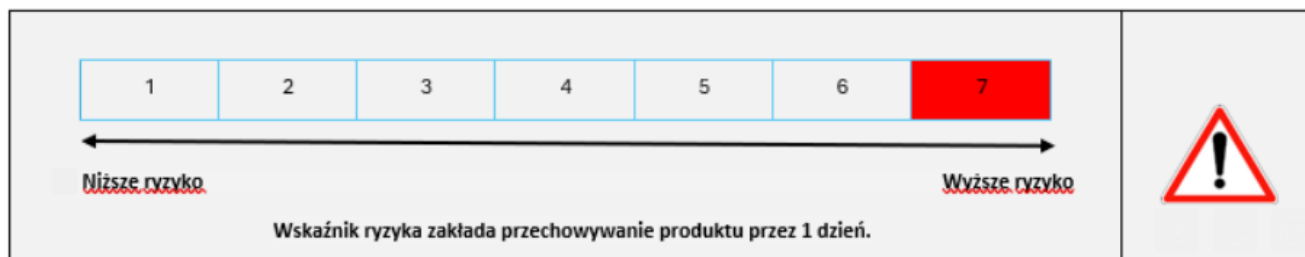 1 2 3 4 5 6 7
Niższe ryzyko
Wyższe ryzyko
Wskaźnik ryzyka zakłada przechowywanie produktu przez 1 dzień.